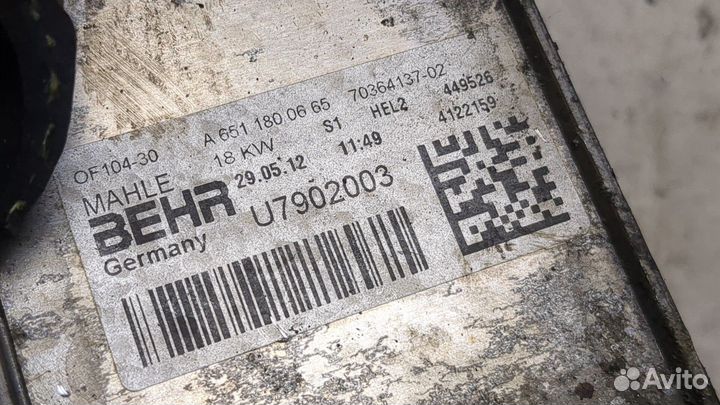 OF104-30 A 651 180 06 65 70364137-02
MAHLE 18 KW S1 HEL2 449526
BEHR 29.05.12 11:49 4122159
Germany U7902003
Avito